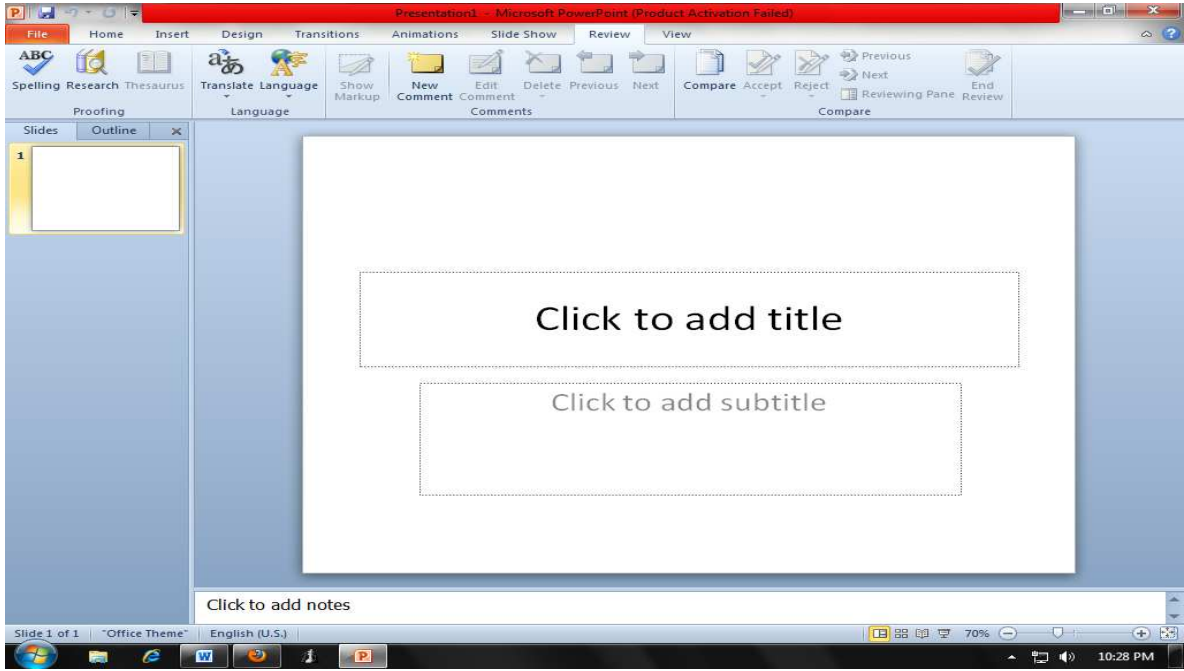 Presentation1 - Microsoft PowerPoint (Product Activation Failed)
File Home Insert Design Transitions Animations Slide Show Review View
ABC
Spelling Research Thesaurus
Proofing
Translate Language
Language
Show Markup
New Comment
Edit Comment
Delete Previous Next
Comments
Compare Accept Reject
Previous
Next
Reviewing Pane
End Review
Compare
Slides Outline
1
Click to add title
Click to add subtitle
Click to add notes
Slide 1 of 1 "Office Theme" English (U.S.) 70%
10:28 PM